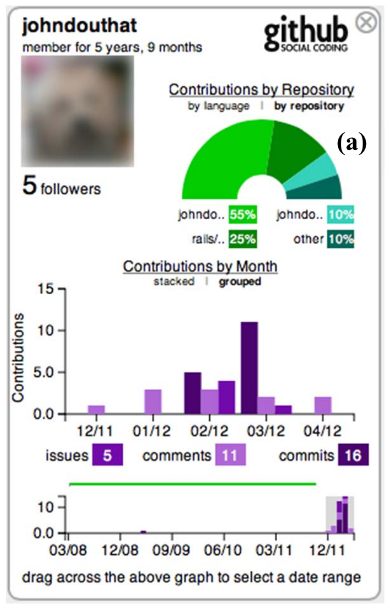 johndouthat
member for 5 years, 9 months
github
SOCIAL CODING
5 followers
Contributions by Repository
by language | by repository
(a)
johndo.. 55% johndo.. 10%
rails/.. 25% other 10%
Contributions by Month
stacked | grouped
Contributions
15
10
5.0
0.0
12/11 01/12 02/12 03/12 04/12
issues 5 comments 11 commits 16
10
0.0
03/08 12/08 09/09 06/10 03/11 12/11
drag across the above graph to select a date range